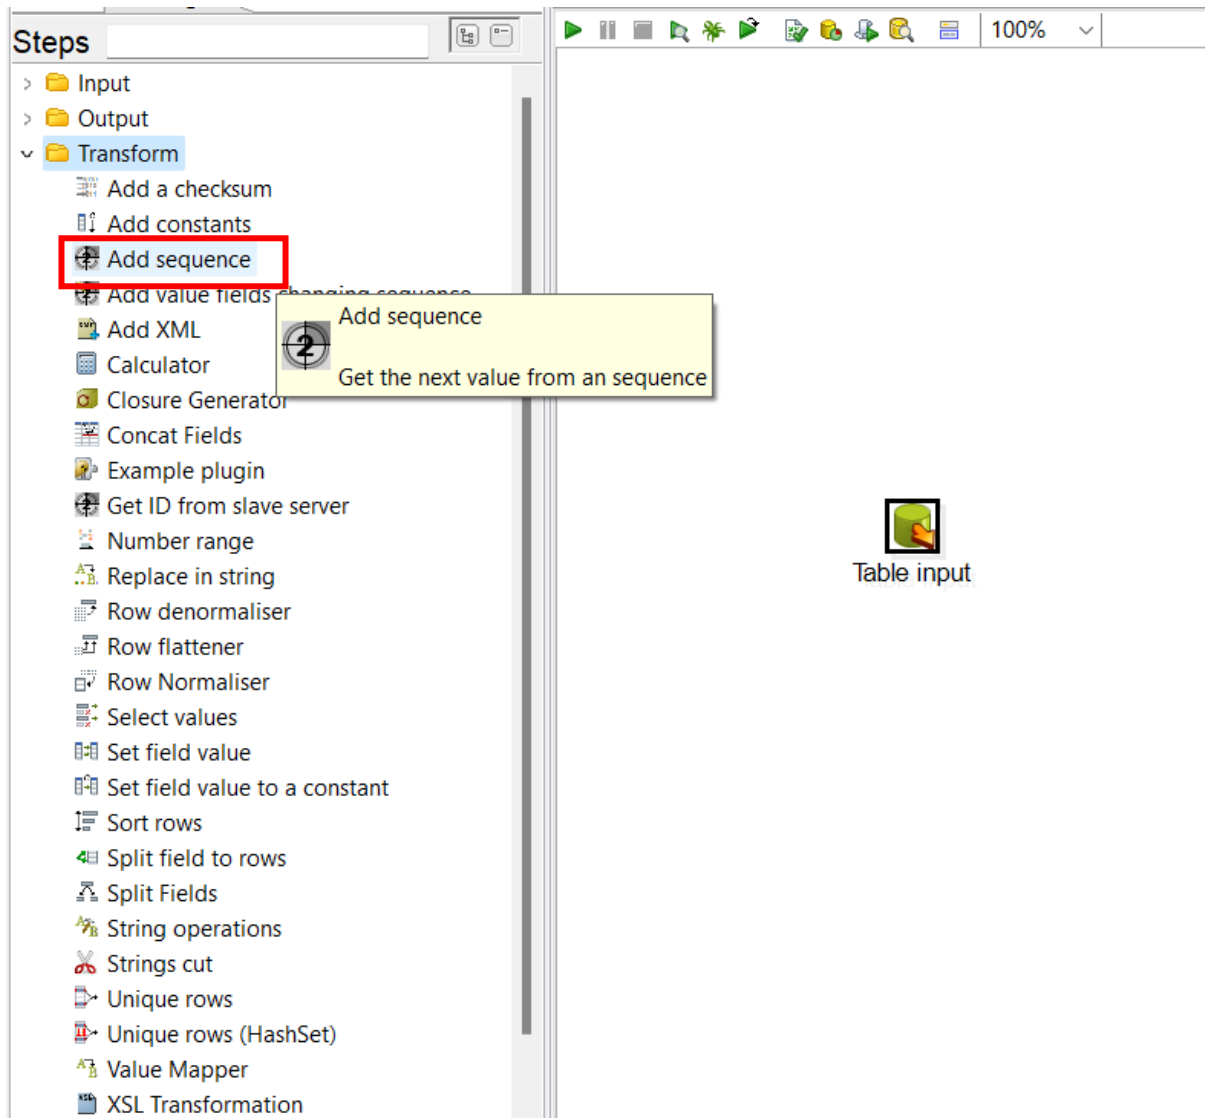 Steps
100%
Input
Output
Transform
Add a checksum
Add constants
Add sequence
Add value fields changing sequence
Add sequence
Get the next value from an sequence
Add XML
Calculator
Closure Generator
Concat Fields
Example plugin
Get ID from slave server
Number range
Replace in string
Row denormaliser
Row flattener
Row Normaliser
Select values
Set field value
Set field value to a constant
Sort rows
Split field to rows
Split Fields
String operations
Strings cut
Unique rows
Unique rows (HashSet)
Value Mapper
XSL Transformation
Table input